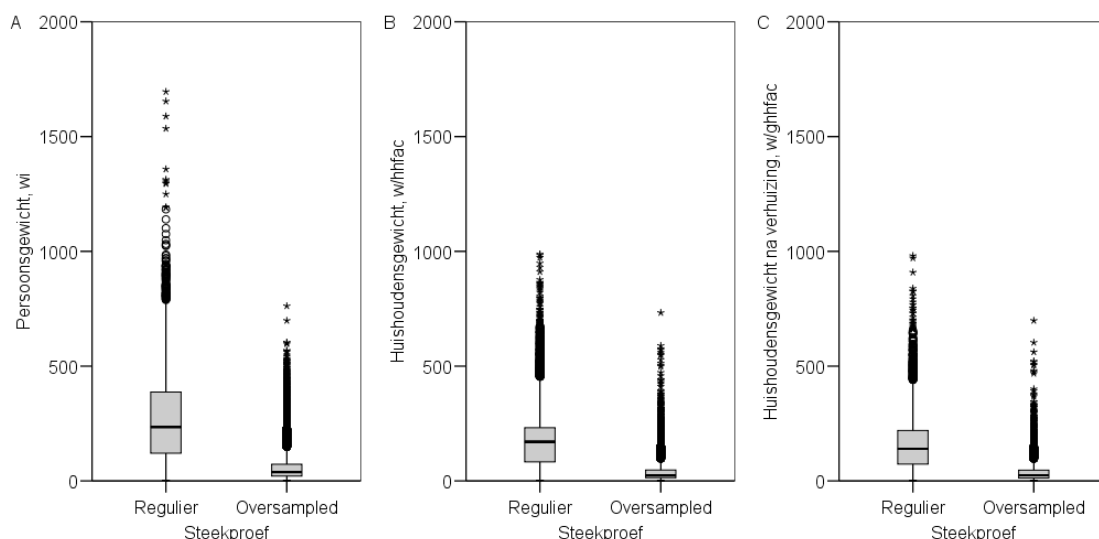 A
2000
1500
1000
500
0
Persoonsgewicht, wi
Regulier
Oversampled
Steekproef
B
2000
1500
1000
500
0
Huishoudensgewicht, w/hhfac
Regulier
Oversampled
Steekproef
C
2000
1500
1000
500
0
Huishoudensgewicht na verhuizing, w/ghhfac
Regulier
Oversampled
Steekproef